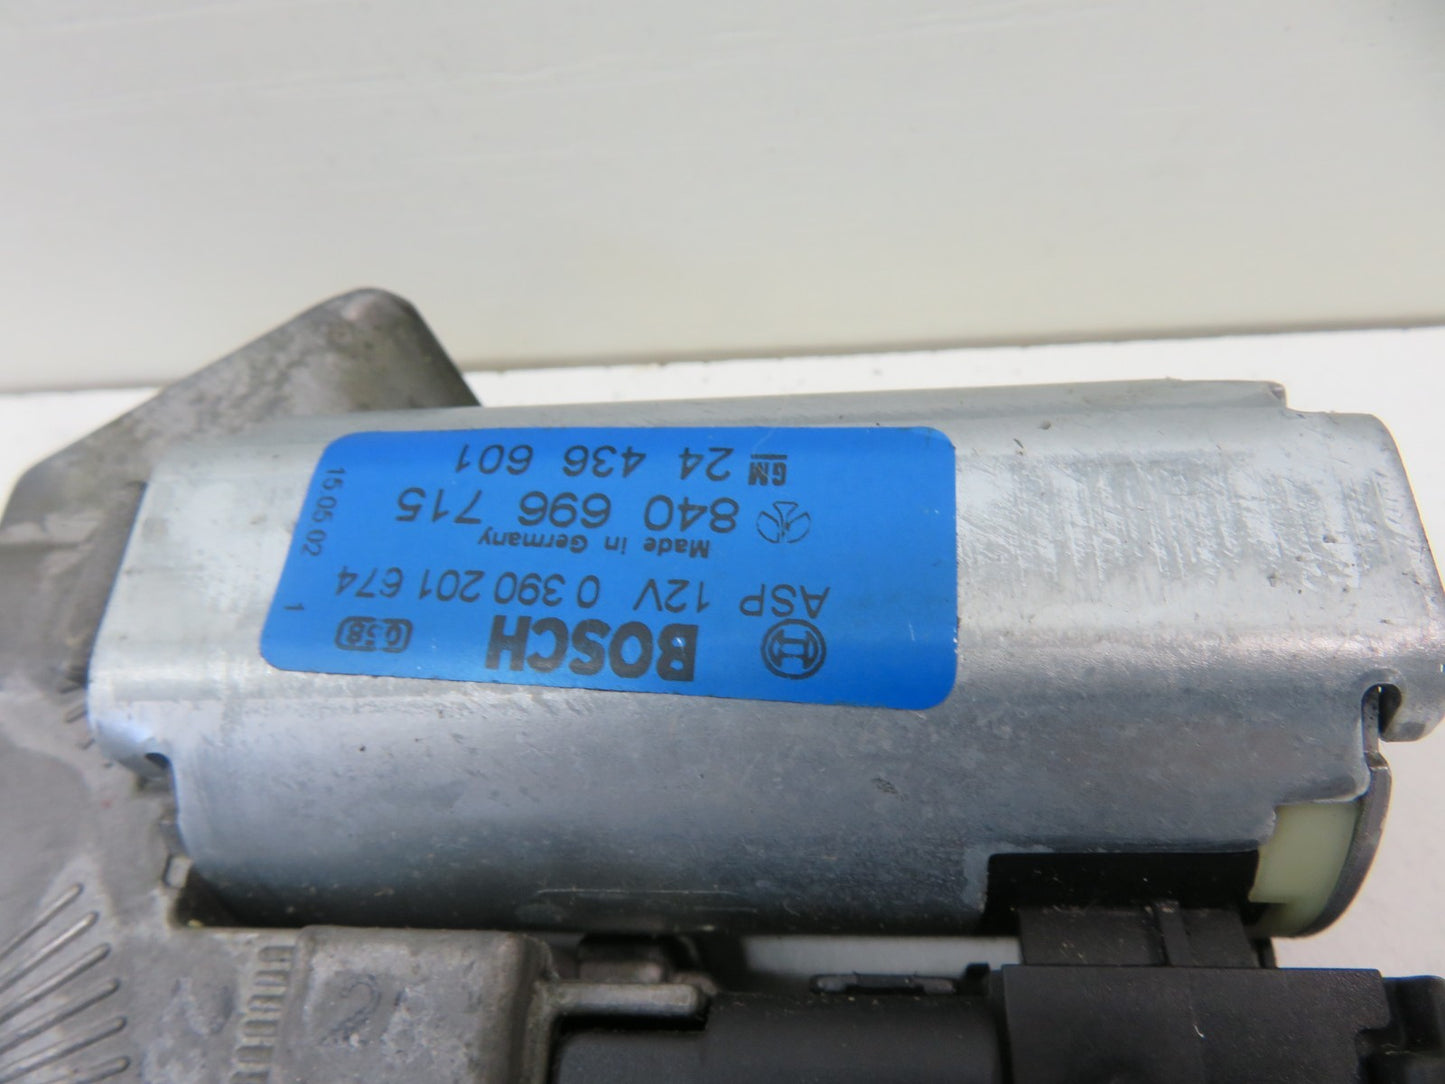 BOSCH
ASP 12V 0 390 201 674 1
Made in Germany
840 696 715
GM 24 436 601
15.05.02